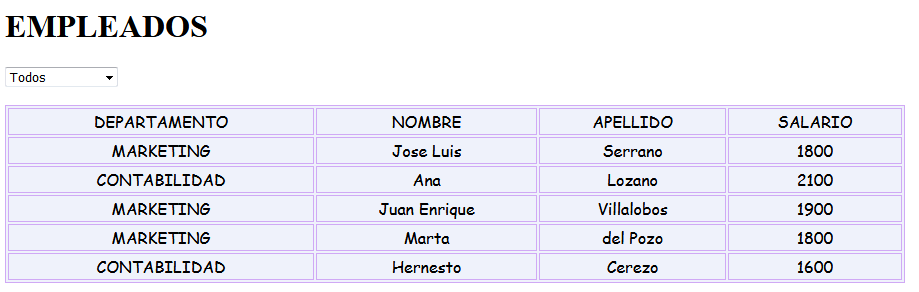 EMPLEADOS
Todos
DEPARTAMENTO NOMBRE APELLIDO SALARIO
MARKETING Jose Luis Serrano 1800
CONTABILIDAD Ana Lozano 2100
MARKETING Juan Enrique Villalobos 1900
MARKETING Marta del Pozo 1800
CONTABILIDAD Hernesto Cerezo 1600